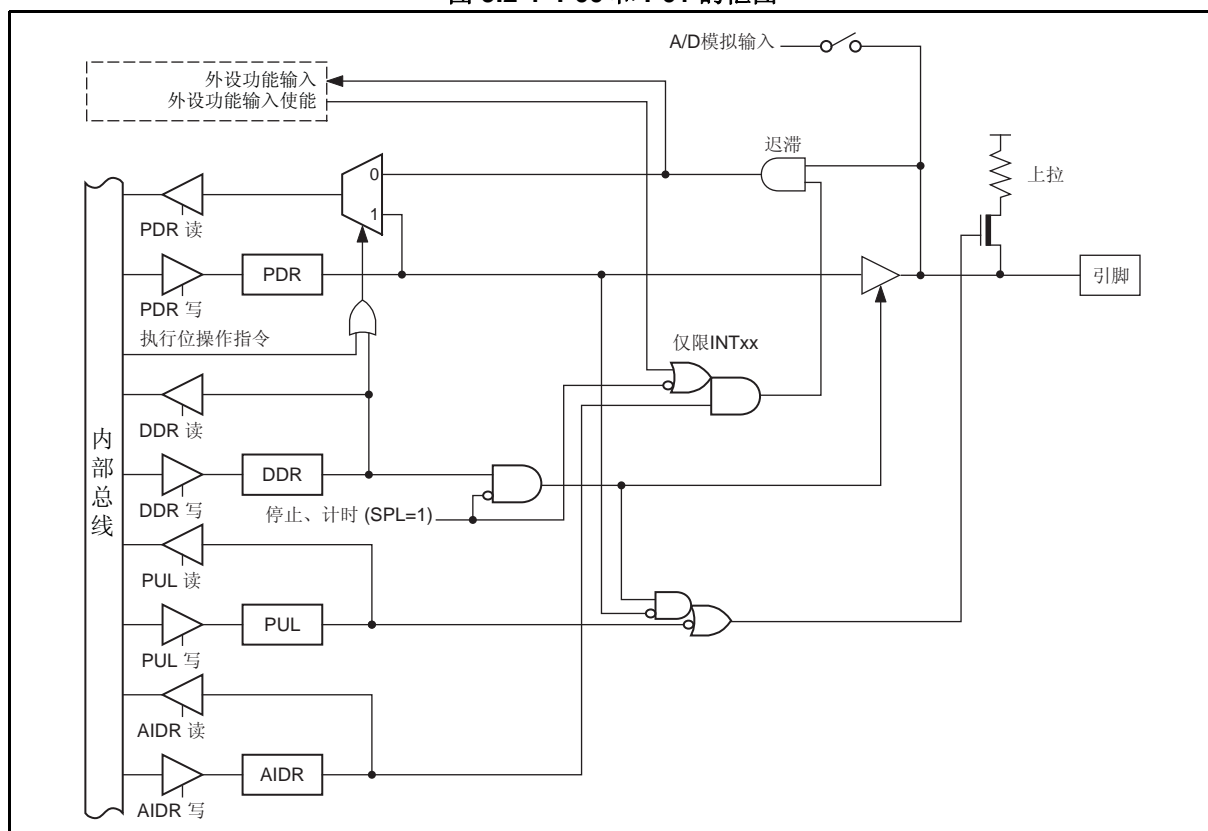 A/D模拟输入
外设功能输入
外设功能输入使能
迟滞
0
上拉
1
PDR 读
PDR
引脚
PDR 写
执行位操作指令
仅限INTxx
DDR 读
内部总线
DDR
停止、计时 (SPL=1)
DDR 写
PUL 读
PUL
PUL 写
AIDR 读
AIDR
AIDR 写